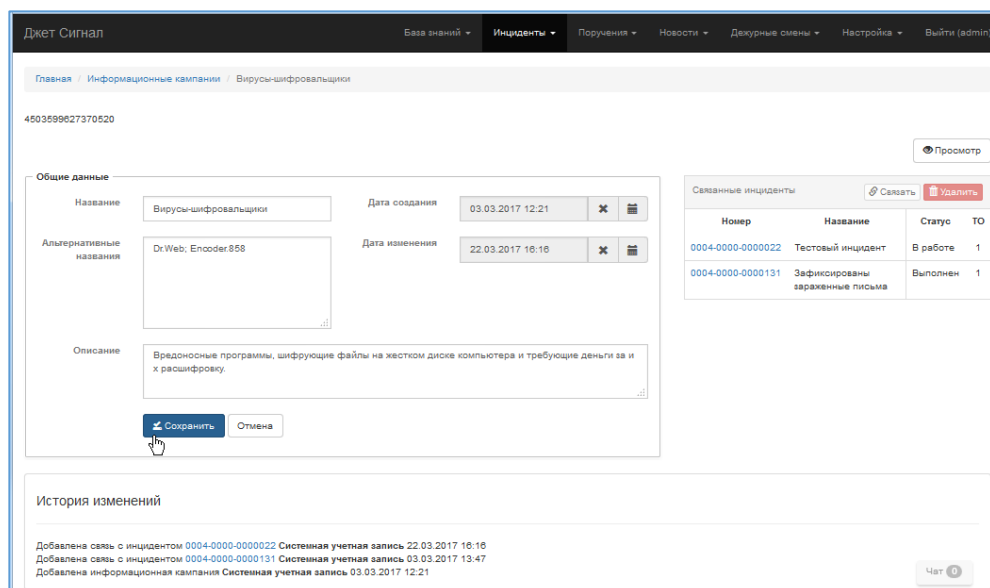 Джет Сигнал
База знаний
Инциденты
Поручения
Новости
Дежурные смены
Настройка
Выйти (admin)
Главная / Информационные кампании / Вирусы-шифровальщики
4503599627370520
Просмотр
Общие данные
Название
Вирусы-шифровальщики
Дата создания
03.03.2017 12:21
Альтернативные
названия
Dr.Web; Encoder.858
Дата изменения
22.03.2017 16:16
Описание
Вредоносные программы, шифрующие файлы на жестком диске компьютера и требующие деньги за и
х расшифровку.
Сохранить
Отмена
Связанные инциденты
Связать
Удалить
Номер Название Статус ТО
0004-0000-0000022 Тестовый инцидент В работе 1
0004-0000-0000131 Зафиксированы Выполнен 1
зараженные письма
История изменений
Добавлена связь с инцидентом 0004-0000-0000022 Системная учетная запись 22.03.2017 16:16
Добавлена связь с инцидентом 0004-0000-0000131 Системная учетная запись 03.03.2017 13:47
Добавлена информационная кампания Системная учетная запись 03.03.2017 12:21
Чат 0